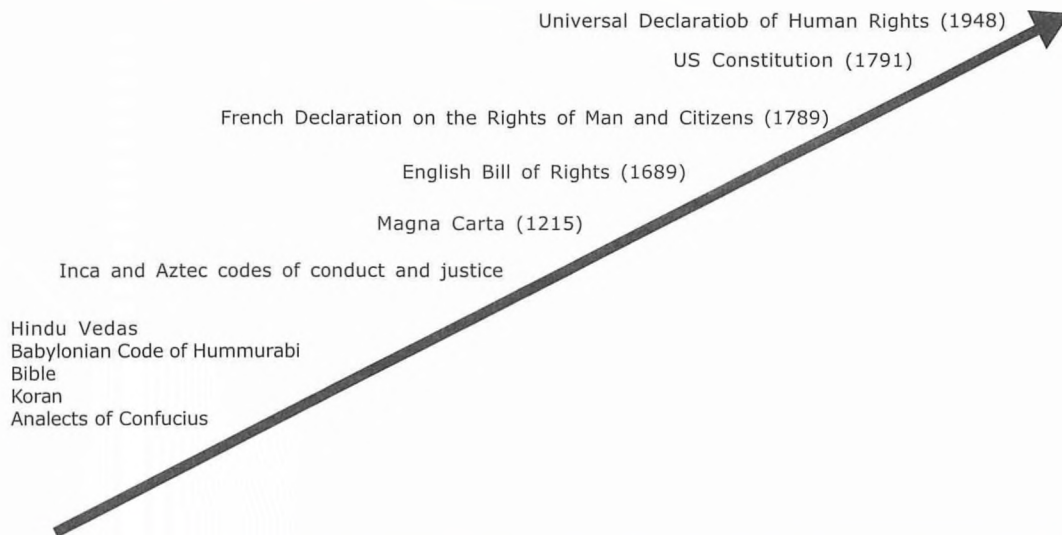 Universal Declaratiob of Human Rights (1948)
US Constitution (1791)
French Declaration on the Rights of Man and Citizens (1789)
English Bill of Rights (1689)
Magna Carta (1215)
Inca and Aztec codes of conduct and justice
Hindu Vedas
Babylonian Code of Hummurabi
Bible
Koran
Analects of Confucius